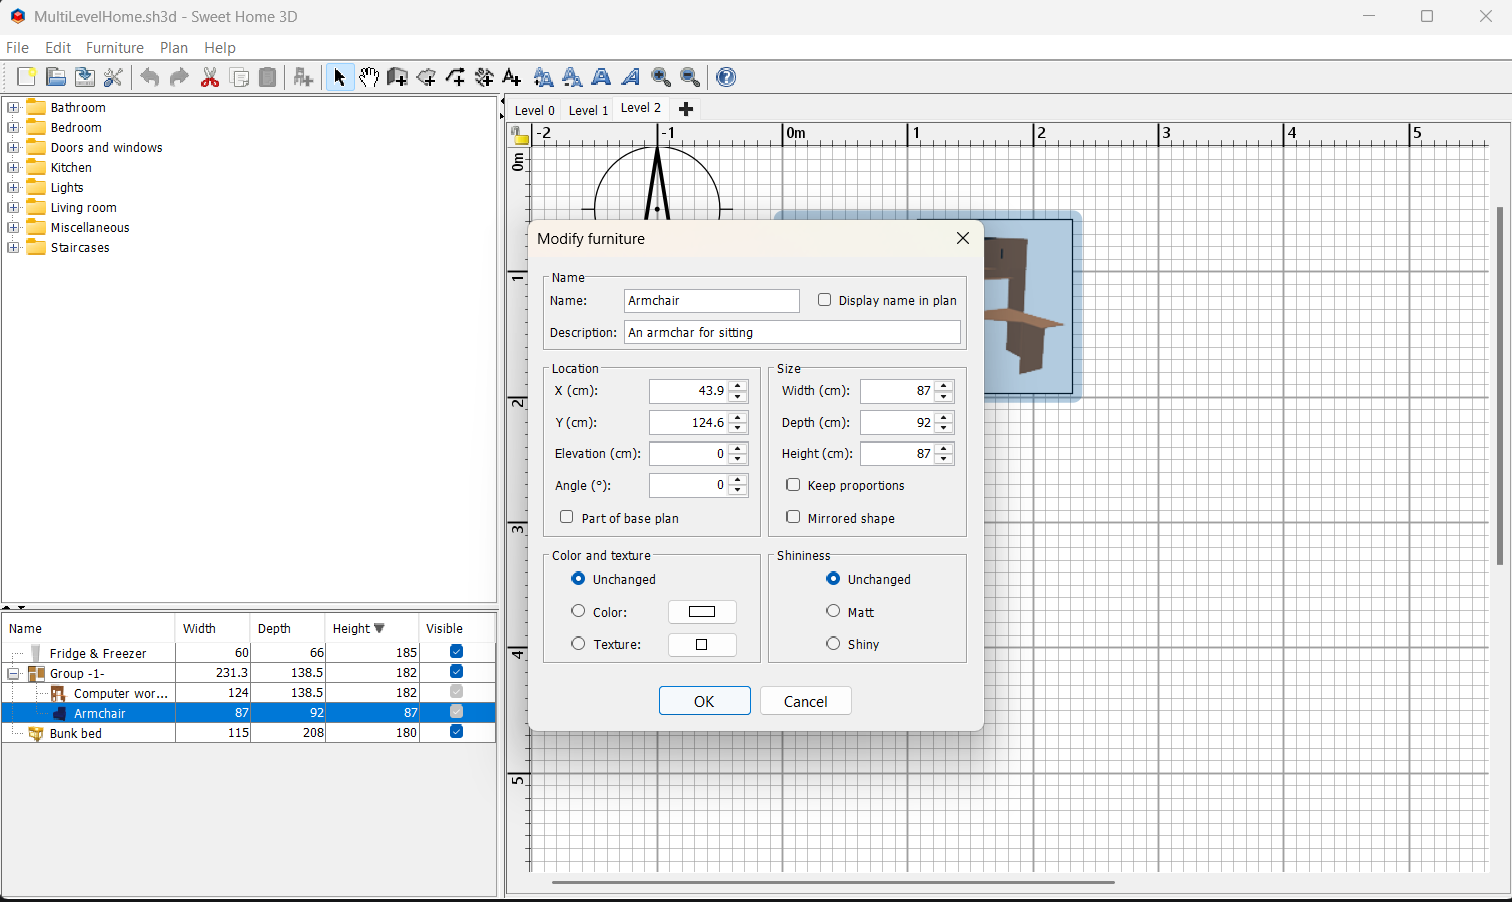 MultiLevelHome.sh3d - Sweet Home 3D
File Edit Furniture Plan Help
Bathroom
Bedroom
Doors and windows
Kitchen
Lights
Living room
Miscellaneous
Staircases
Level 0 Level 1 Level 2
-2 -1 0m 1 2 3 4 5
0m
1
2
3
4
5
Modify furniture
Name
Name: Armchair Display name in plan
Description: An armchar for sitting
Location
X (cm): 43.9
Y (cm): 124.6
Elevation (cm): 0
Angle (°): 0
Part of base plan
Size
Width (cm): 87
Depth (cm): 92
Height (cm): 87
Keep proportions
Mirrored shape
Color and texture
Unchanged
Color:
Texture:
Shininess
Unchanged
Matt
Shiny
OK Cancel
Name Width Depth Height Visible
Fridge & Freezer 60 66 185
Group -1- 231.3 138.5 182
Computer wor... 124 138.5 182
Armchair 87 92 87
Bunk bed 115 208 180